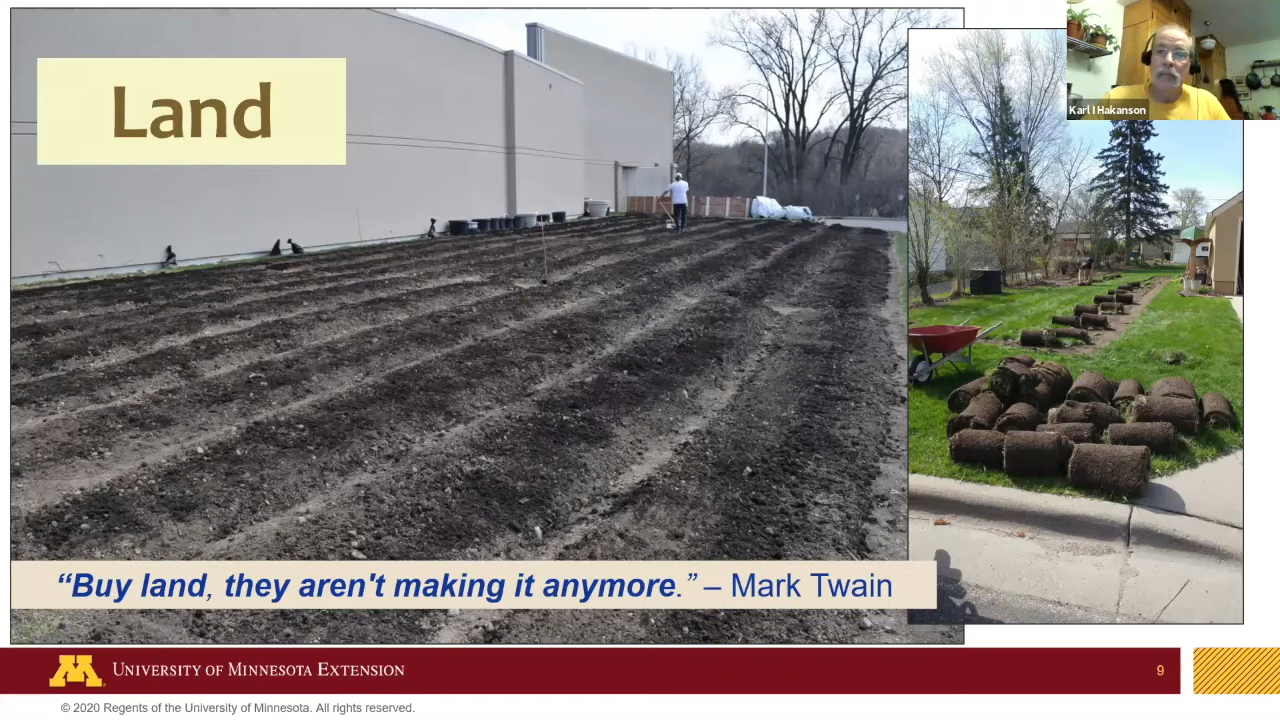 Karl I Hakanson
Land
“Buy land, they aren't making it anymore.” – Mark Twain
UNIVERSITY OF MINNESOTA EXTENSION
9
© 2020 Regents of the University of Minnesota. All rights reserved.